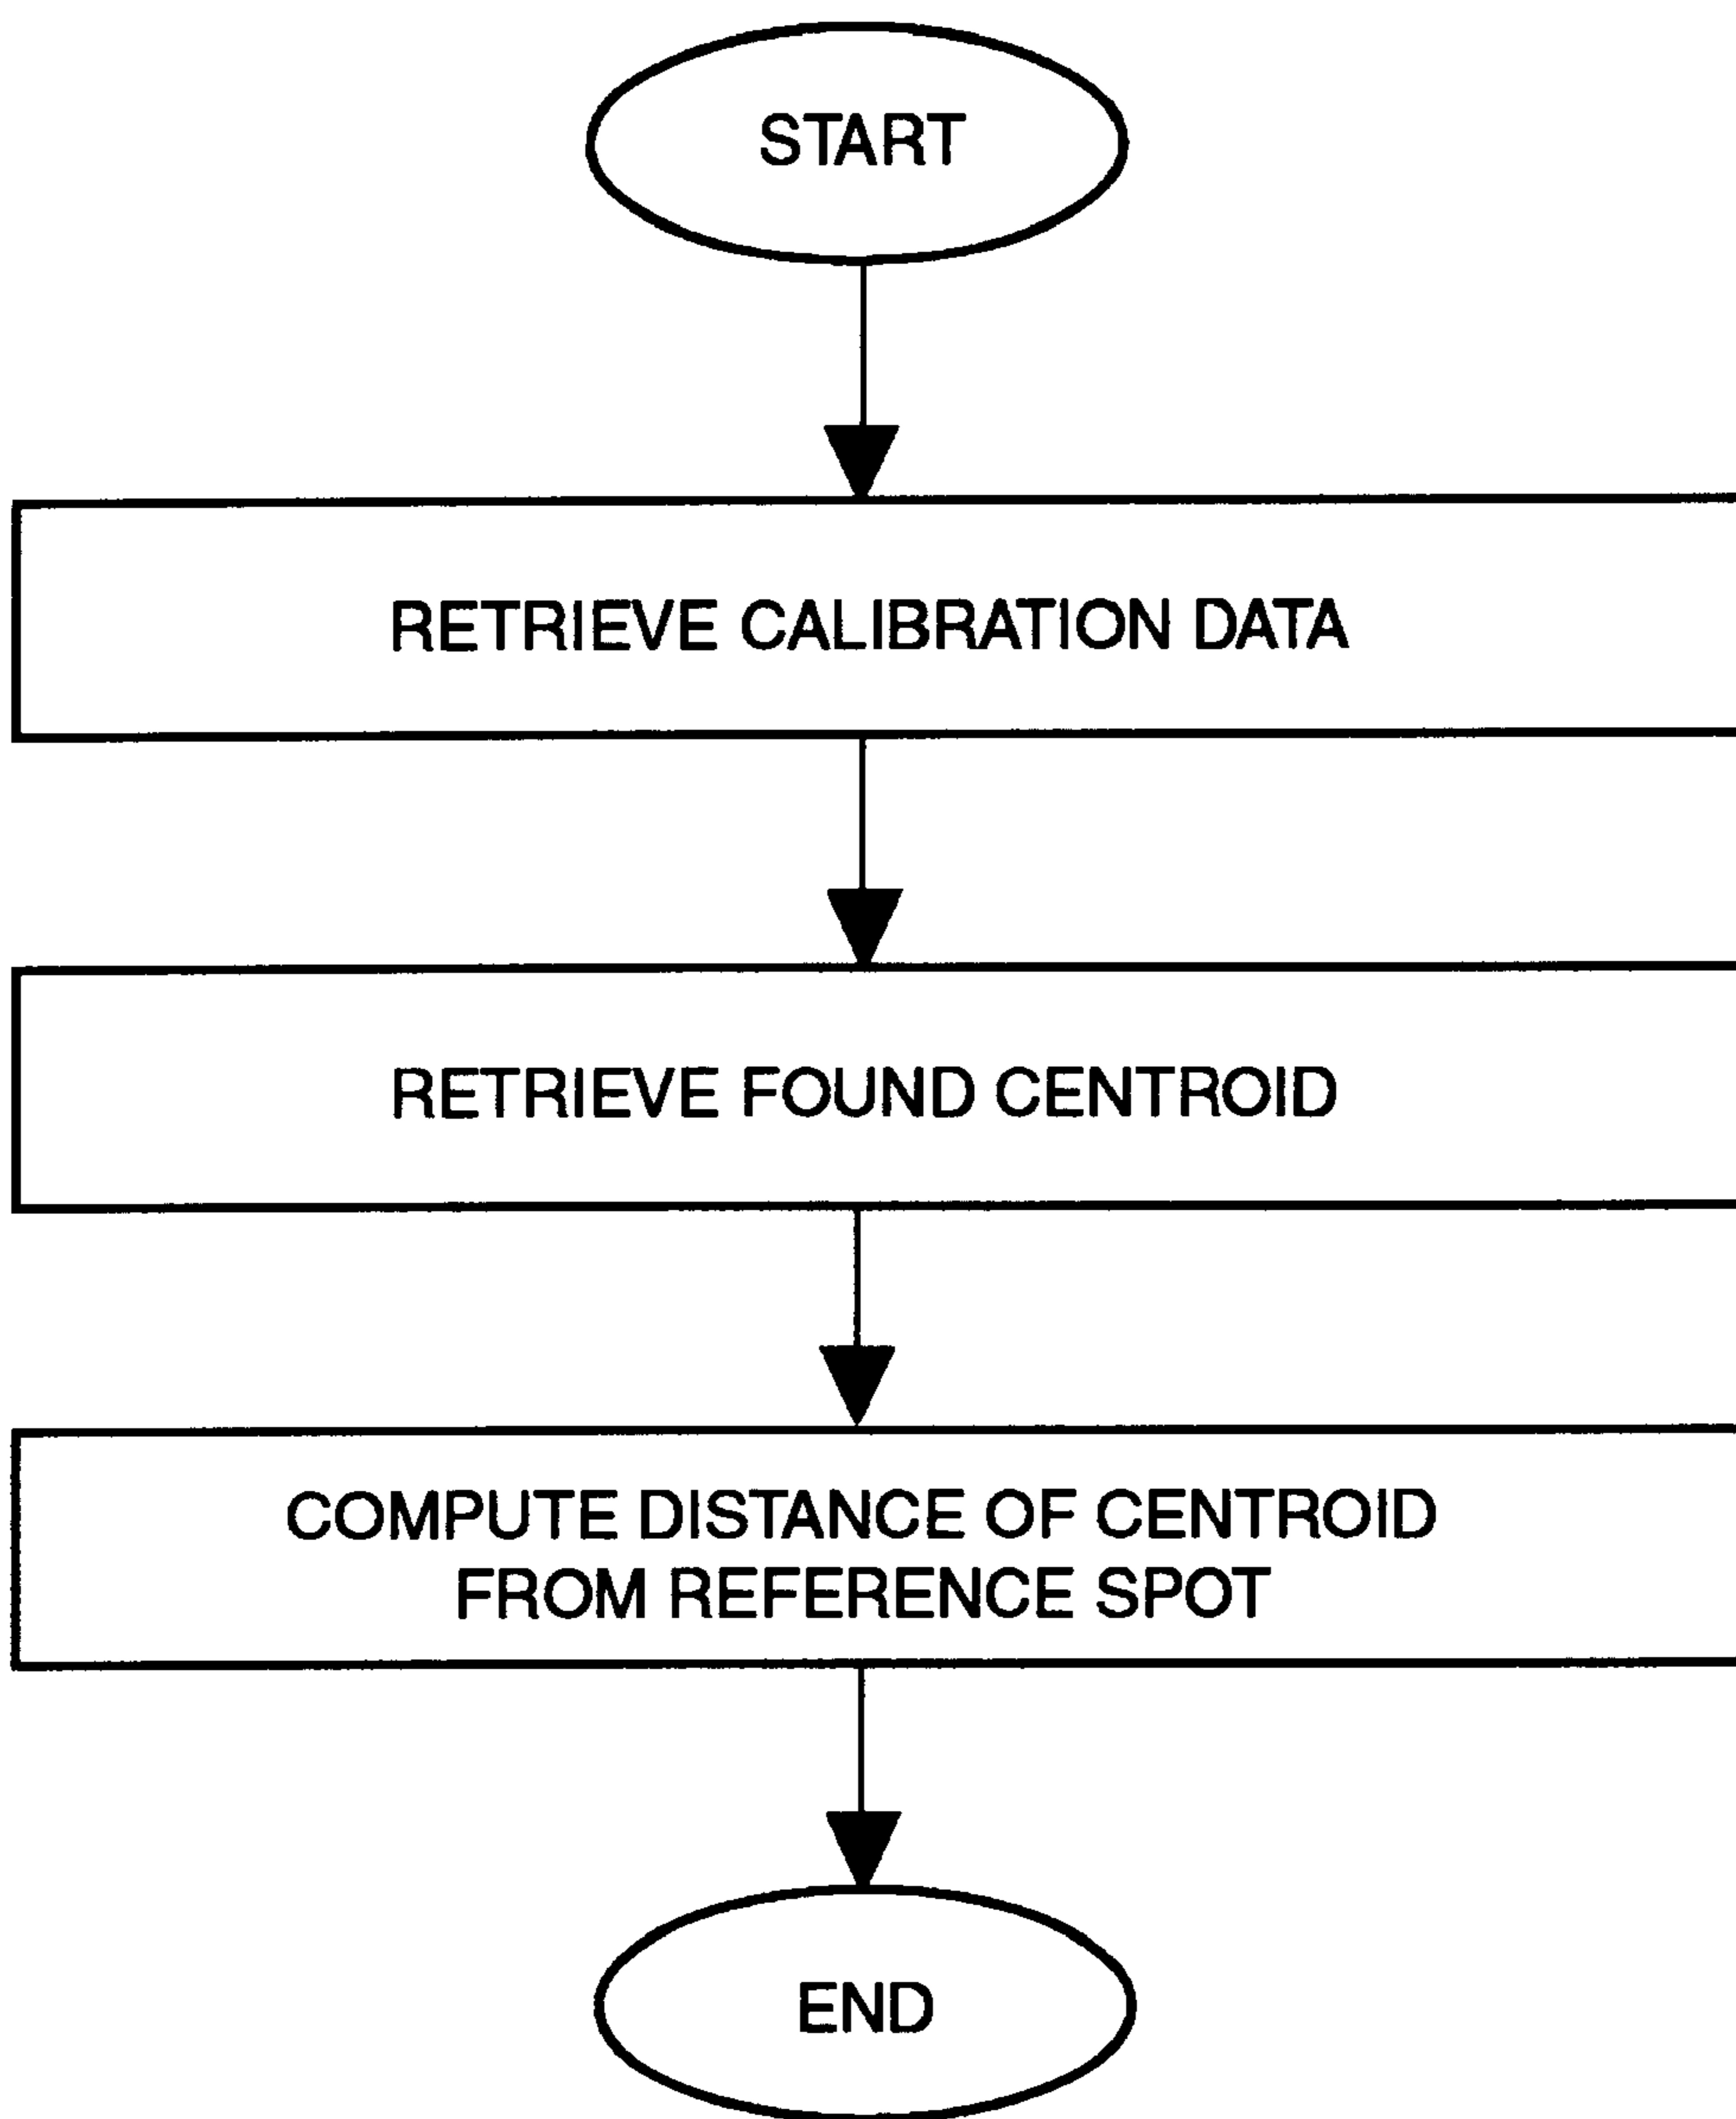 START
RETRIEVE CALIBRATION DATA
RETRIEVE FOUND CENTROID
COMPUTE DISTANCE OF CENTROID
FROM REFERENCE SPOT
END